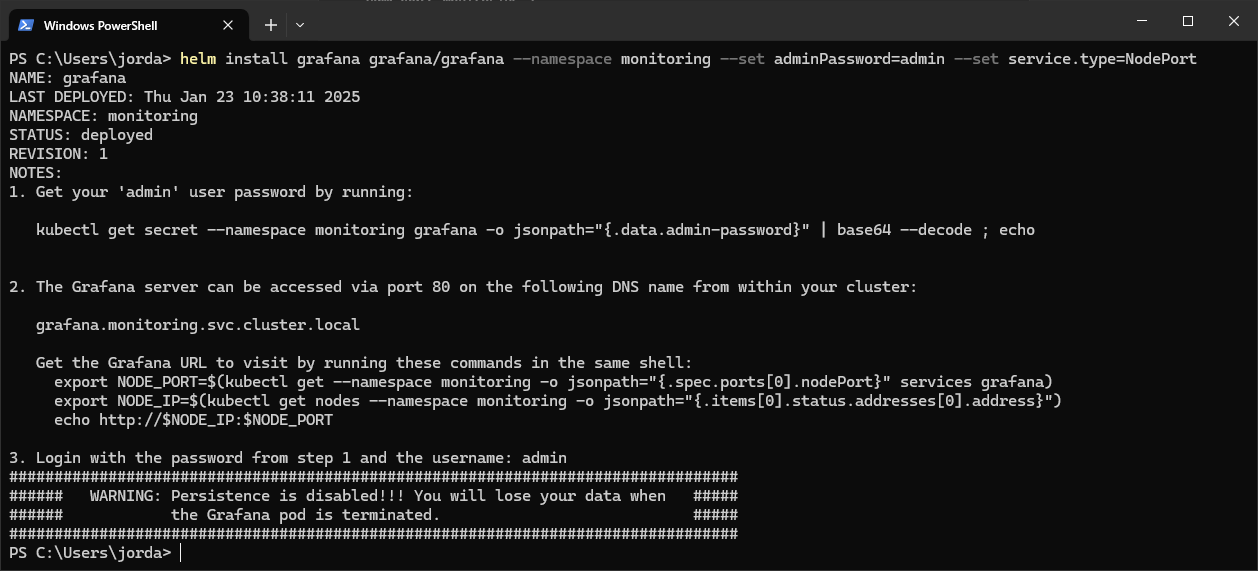 Windows PowerShell
PS C:\Users\jorda> helm install grafana grafana/grafana --namespace monitoring --set adminPassword=admin --set service.type=NodePort
NAME: grafana
LAST DEPLOYED: Thu Jan 23 10:38:11 2025
NAMESPACE: monitoring
STATUS: deployed
REVISION: 1
NOTES:
1. Get your 'admin' user password by running:
kubectl get secret --namespace monitoring grafana -o jsonpath="{.data.admin-password}" | base64 --decode ; echo
2. The Grafana server can be accessed via port 80 on the following DNS name from within your cluster:
grafana.monitoring.svc.cluster.local
Get the Grafana URL to visit by running these commands in the same shell:
export NODE_PORT=$(kubectl get --namespace monitoring -o jsonpath="{.spec.ports[0].nodePort}" services grafana)
export NODE_IP=$(kubectl get nodes --namespace monitoring -o jsonpath="{.items[0].status.addresses[0].address}")
echo http://$NODE_IP:$NODE_PORT
3. Login with the password from step 1 and the username: admin
#################################################################################
######   WARNING: Persistence is disabled!!! You will lose your data when   #####
######            the Grafana pod is terminated.                            #####
#################################################################################
PS C:\Users\jorda>